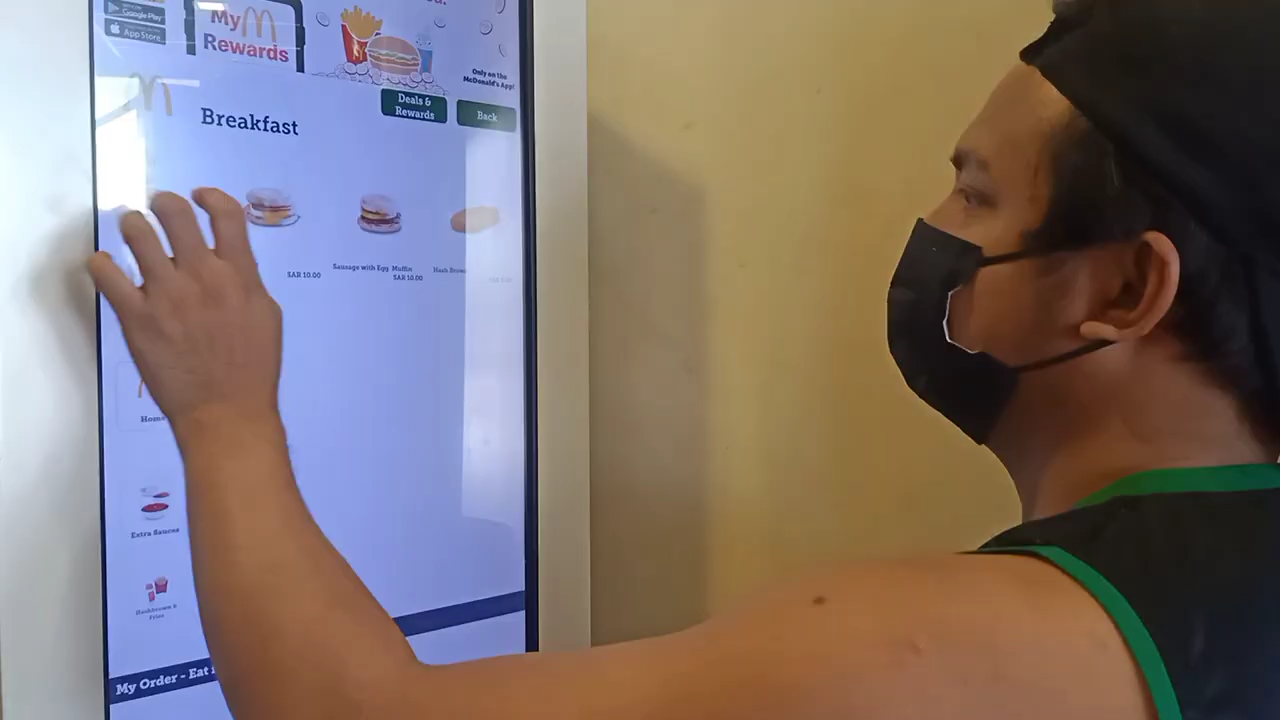 Google Play
App Store
My
Rewards
Only on the
McDonald's App!
Deals &
Rewards
Back
Breakfast
SAR 10.00
Sausage with Egg Muffin
SAR 10.00
Hash Brown
Home
Extra Sauces
Hashbrown &
Fries
My Order - Eat